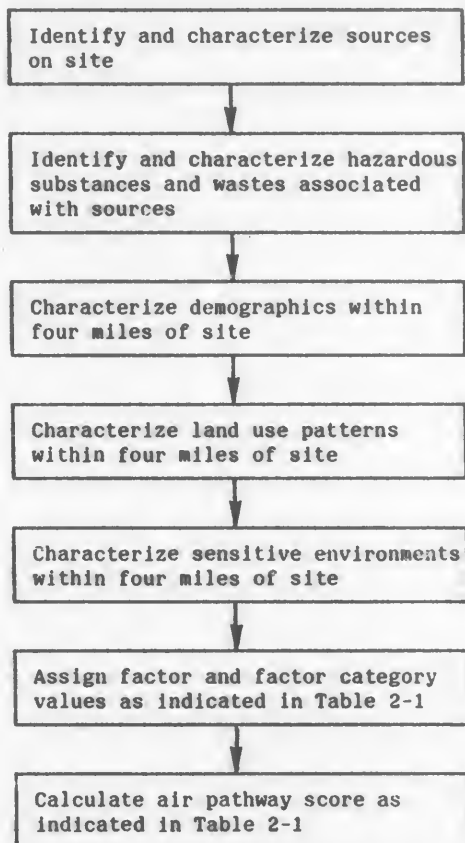 Identify and characterize sources
on site
Identify and characterize hazardous
substances and wastes associated
with sources
Characterize demographics within
four miles of site
Characterize land use patterns
within four miles of site
Characterize sensitive environments
within four miles of site
Assign factor and factor category
values as indicated in Table 2-1
Calculate air pathway score as
indicated in Table 2-1